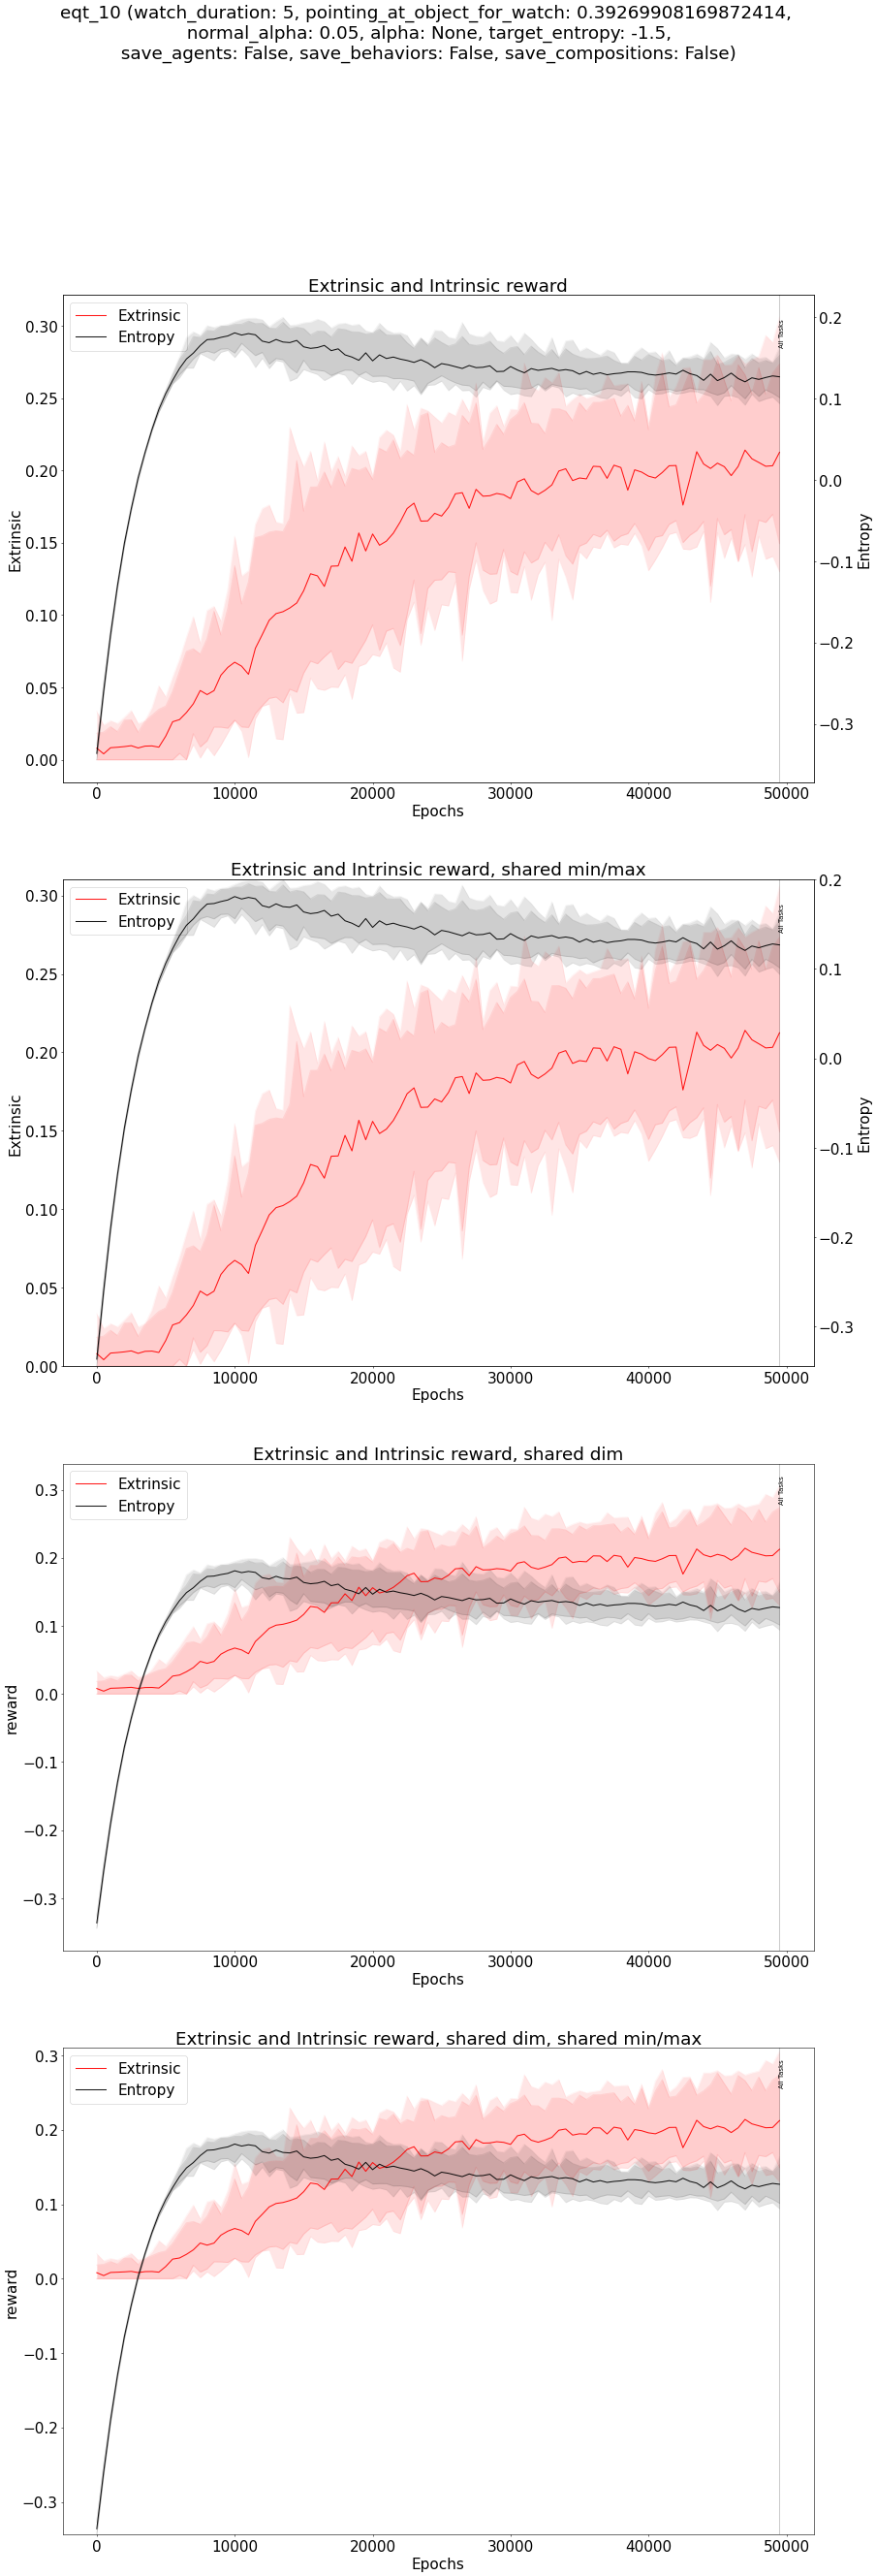 eqt_10 (watch_duration: 5, pointing_at_object_for_watch: 0.39269908169872414,
normal_alpha: 0.05, alpha: None, target_entropy: -1.5,
save_agents: False, save_behaviors: False, save_compositions: False)
Extrinsic and Intrinsic reward
Extrinsic
Entropy
All Tasks
0.30
0.25
0.20
0.15
0.10
0.05
0.00
Extrinsic
0.2
0.1
0.0
−0.1
−0.2
−0.3
Entropy
0 10000 20000 30000 40000 50000
Epochs
Extrinsic and Intrinsic reward, shared min/max
Extrinsic
Entropy
All Tasks
0.30
0.25
0.20
0.15
0.10
0.05
0.00
Extrinsic
0.2
0.1
0.0
−0.1
−0.2
−0.3
Entropy
0 10000 20000 30000 40000 50000
Epochs
Extrinsic and Intrinsic reward, shared dim
Extrinsic
Entropy
All Tasks
0.3
0.2
0.1
0.0
−0.1
−0.2
−0.3
reward
0 10000 20000 30000 40000 50000
Epochs
Extrinsic and Intrinsic reward, shared dim, shared min/max
Extrinsic
Entropy
All Tasks
0.3
0.2
0.1
0.0
−0.1
−0.2
−0.3
reward
0 10000 20000 30000 40000 50000
Epochs